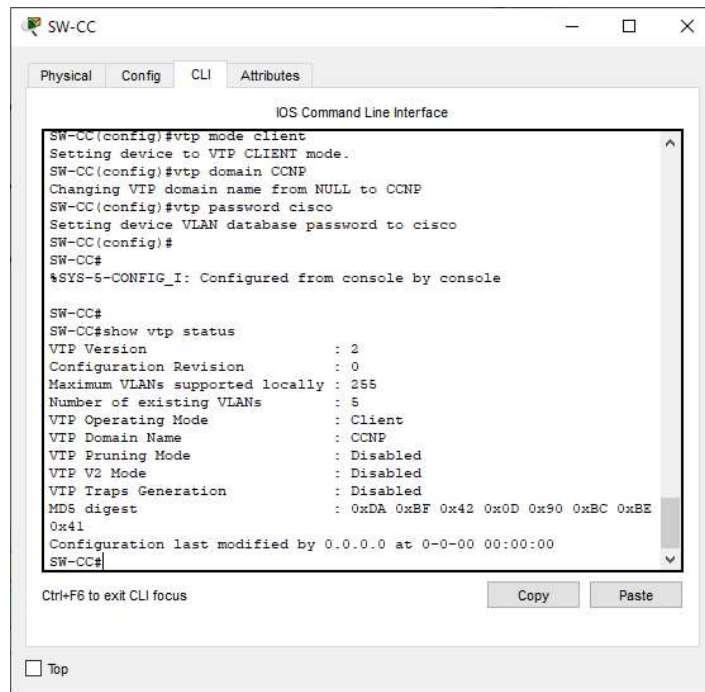 SW-CC
Physical Config CLI Attributes
IOS Command Line Interface
SW-CC(config)#vtp mode client
Setting device to VTP CLIENT mode.
SW-CC(config)#vtp domain CCNP
Changing VTP domain name from NULL to CCNP
SW-CC(config)#vtp password cisco
Setting device VLAN database password to cisco
SW-CC(config)#
SW-CC#
%SYS-5-CONFIG_I: Configured from console by console
SW-CC#
SW-CC#show vtp status
VTP Version : 2
Configuration Revision : 0
Maximum VLANs supported locally : 255
Number of existing VLANs : 5
VTP Operating Mode : Client
VTP Domain Name : CCNP
VTP Pruning Mode : Disabled
VTP V2 Mode : Disabled
VTP Traps Generation : Disabled
MD5 digest : 0xDA 0xBF 0x42 0x0D 0x90 0xBC 0xBE
0x41
Configuration last modified by 0.0.0.0 at 0-0-00 00:00:00
SW-CC#
Ctrl+F6 to exit CLI focus
Copy Paste
Top